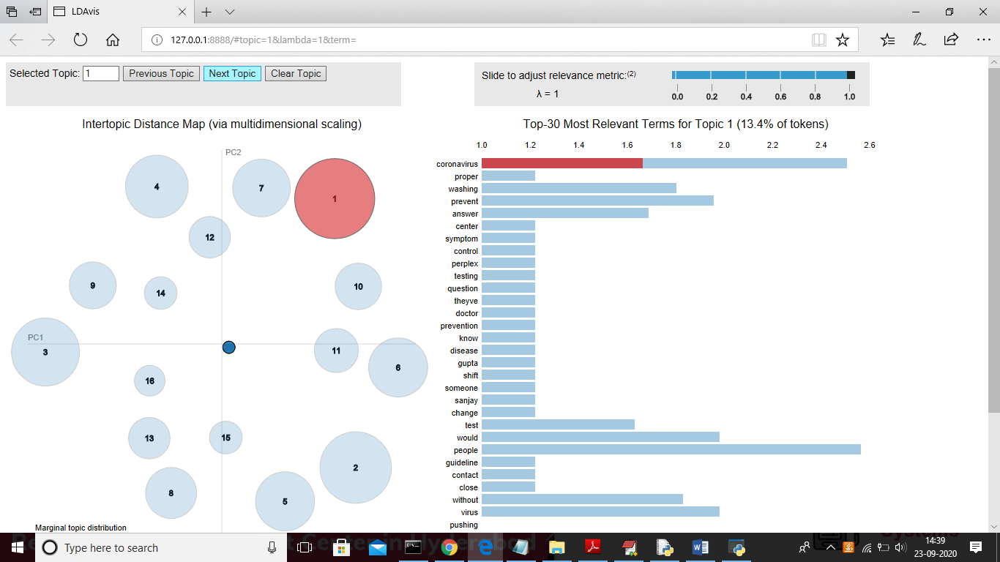 LDAvis
127.0.0.1:8888/#topic=1&lambda=1&term=
Selected Topic: 1 Previous Topic Next Topic Clear Topic
Slide to adjust relevance metric:(2)
λ = 1
0.0 0.2 0.4 0.6 0.8 1.0
Intertopic Distance Map (via multidimensional scaling)
PC2
4
7
1
12
9
14
10
PC1
3
11
6
16
13
15
2
8
5
Marginal topic distribution
Top-30 Most Relevant Terms for Topic 1 (13.4% of tokens)
1.0 1.2 1.4 1.6 1.8 2.0 2.2 2.4 2.6
coronavirus
proper
washing
prevent
answer
center
symptom
control
perplex
testing
question
theyve
doctor
prevention
know
disease
gupta
shift
someone
sanjay
change
test
would
people
guideline
contact
close
without
virus
pushing
Type here to search
14:39
23-09-2020